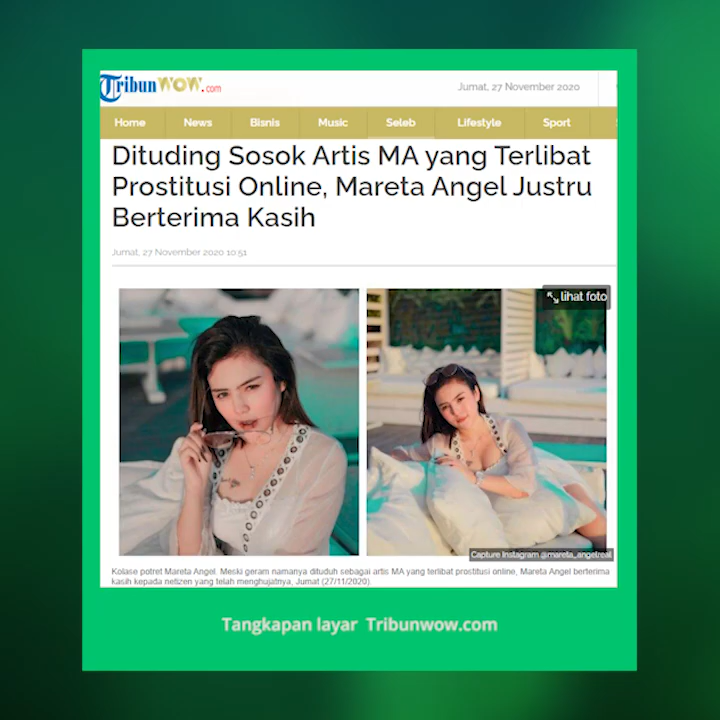 TribunWOW.com
Jumat, 27 November 2020
Home News Bisnis Music Seleb Lifestyle Sport
Dituding Sosok Artis MA yang Terlibat
Prostitusi Online, Mareta Angel Justru
Berterima Kasih
Jumat, 27 November 2020 10:51
lihat foto
Capture Instagram @mareta_angelreal
Kolase potret Mareta Angel. Meski geram namanya dituduh sebagai artis MA yang terlibat prostitusi online, Mareta Angel berterima
kasih kepada netizen yang telah menghujatnya, Jumat (27/11/2020).
Tangkapan layar Tribunwow.com